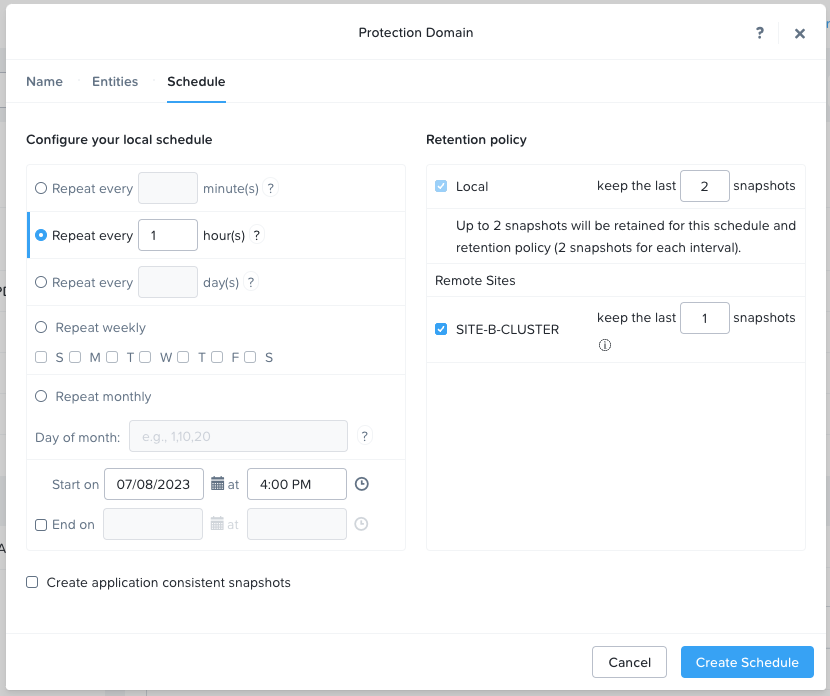 Protection Domain
?
Name
Entities
Schedule
Configure your local schedule
Repeat every minute(s) ?
Repeat every 1 hour(s) ?
Repeat every day(s) ?
Repeat weekly
S M T W T F S
Repeat monthly
Day of month: e.g., 1,10,20 ?
Start on 07/08/2023 at 4:00 PM
End on at
Create application consistent snapshots
Retention policy
Local keep the last 2 snapshots
Up to 2 snapshots will be retained for this schedule and
retention policy (2 snapshots for each interval).
Remote Sites
SITE-B-CLUSTER keep the last 1 snapshots
Cancel
Create Schedule